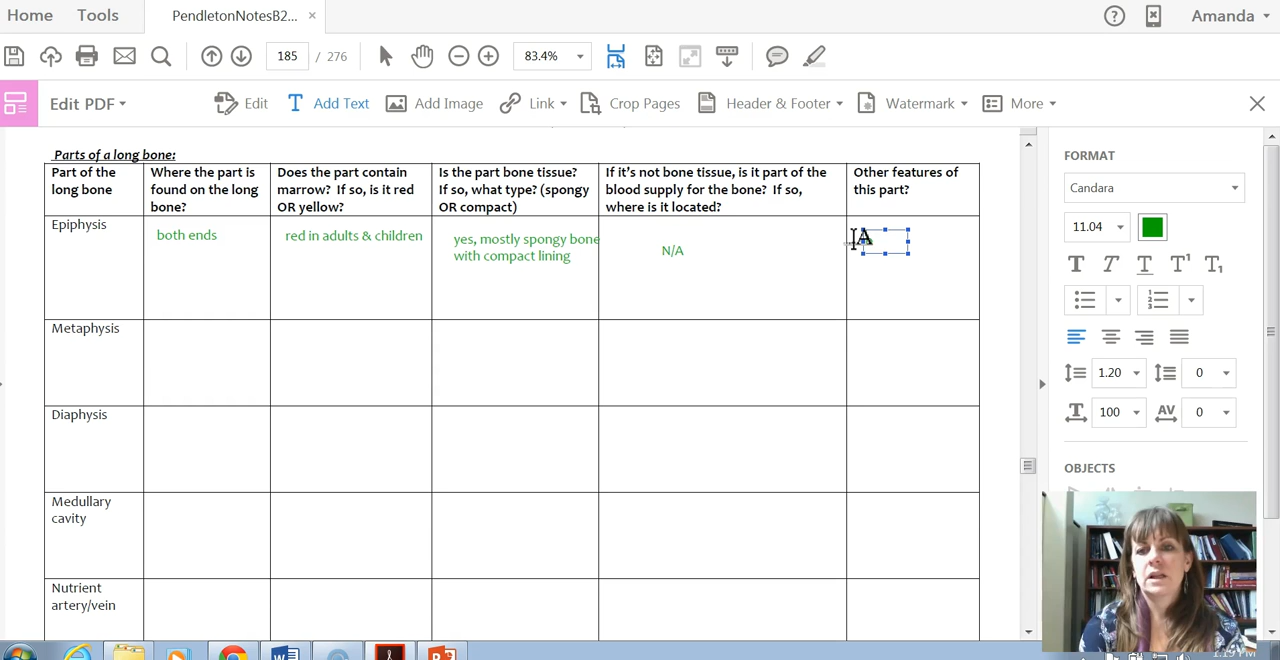 Home
Tools
PendletonNotesB2...
Amanda
185
/ 276
83.4%
Edit PDF
Edit
Add Text
Add Image
Link
Crop Pages
Header & Footer
Watermark
More
Parts of a long bone:
Part of the
long bone
Where the part is
found on the long
bone?
Does the part contain
marrow? If so, is it red
OR yellow?
Is the part bone tissue?
If so, what type? (spongy
OR compact)
If it's not bone tissue, is it part of the
blood supply for the bone? If so,
where is it located?
Other features of
this part?
Epiphysis
both ends
red in adults & children
yes, mostly spongy bone
with compact lining
N/A
Metaphysis
Diaphysis
Medullary
cavity
Nutrient
artery/vein
FORMAT
Candara
11.04
1.20
0
100
0
OBJECTS